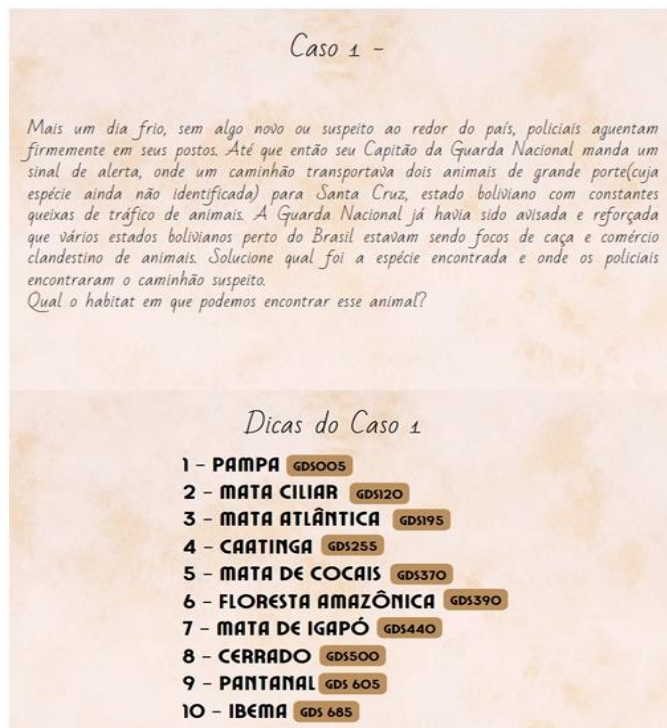 Caso 1 -
Mais um dia frio, sem algo novo ou suspeito ao redor do país, policiais aguentam
firmemente em seus postos. Até que então seu Capitão da Guarda Nacional manda um
sinal de alerta, onde um caminhão transportava dois animais de grande porte(cuja
espécie ainda não identificada) para Santa Cruz, estado boliviano com constantes
queixas de tráfico de animais. A Guarda Nacional já havia sido avisada e reforçada
que vários estados bolivianos perto do Brasil estavam sendo focos de caça e comércio
clandestino de animais. Solucione qual foi a espécie encontrada e onde os policiais
encontraram o caminhão suspeito.
Qual o habitat em que podemos encontrar esse animal?
Dicas do Caso 1
1 - PAMPA GDS005
2 - MATA CILIAR GDS120
3 - MATA ATLÂNTICA GDS195
4 - CAATINGA GDS255
5 - MATA DE COCAIS GDS370
6 - FLORESTA AMAZÔNICA GDS390
7 - MATA DE IGAPÓ GDS440
8 - CERRADO GDS500
9 - PANTANAL GDS 605
10 - IBEMA GDS 685